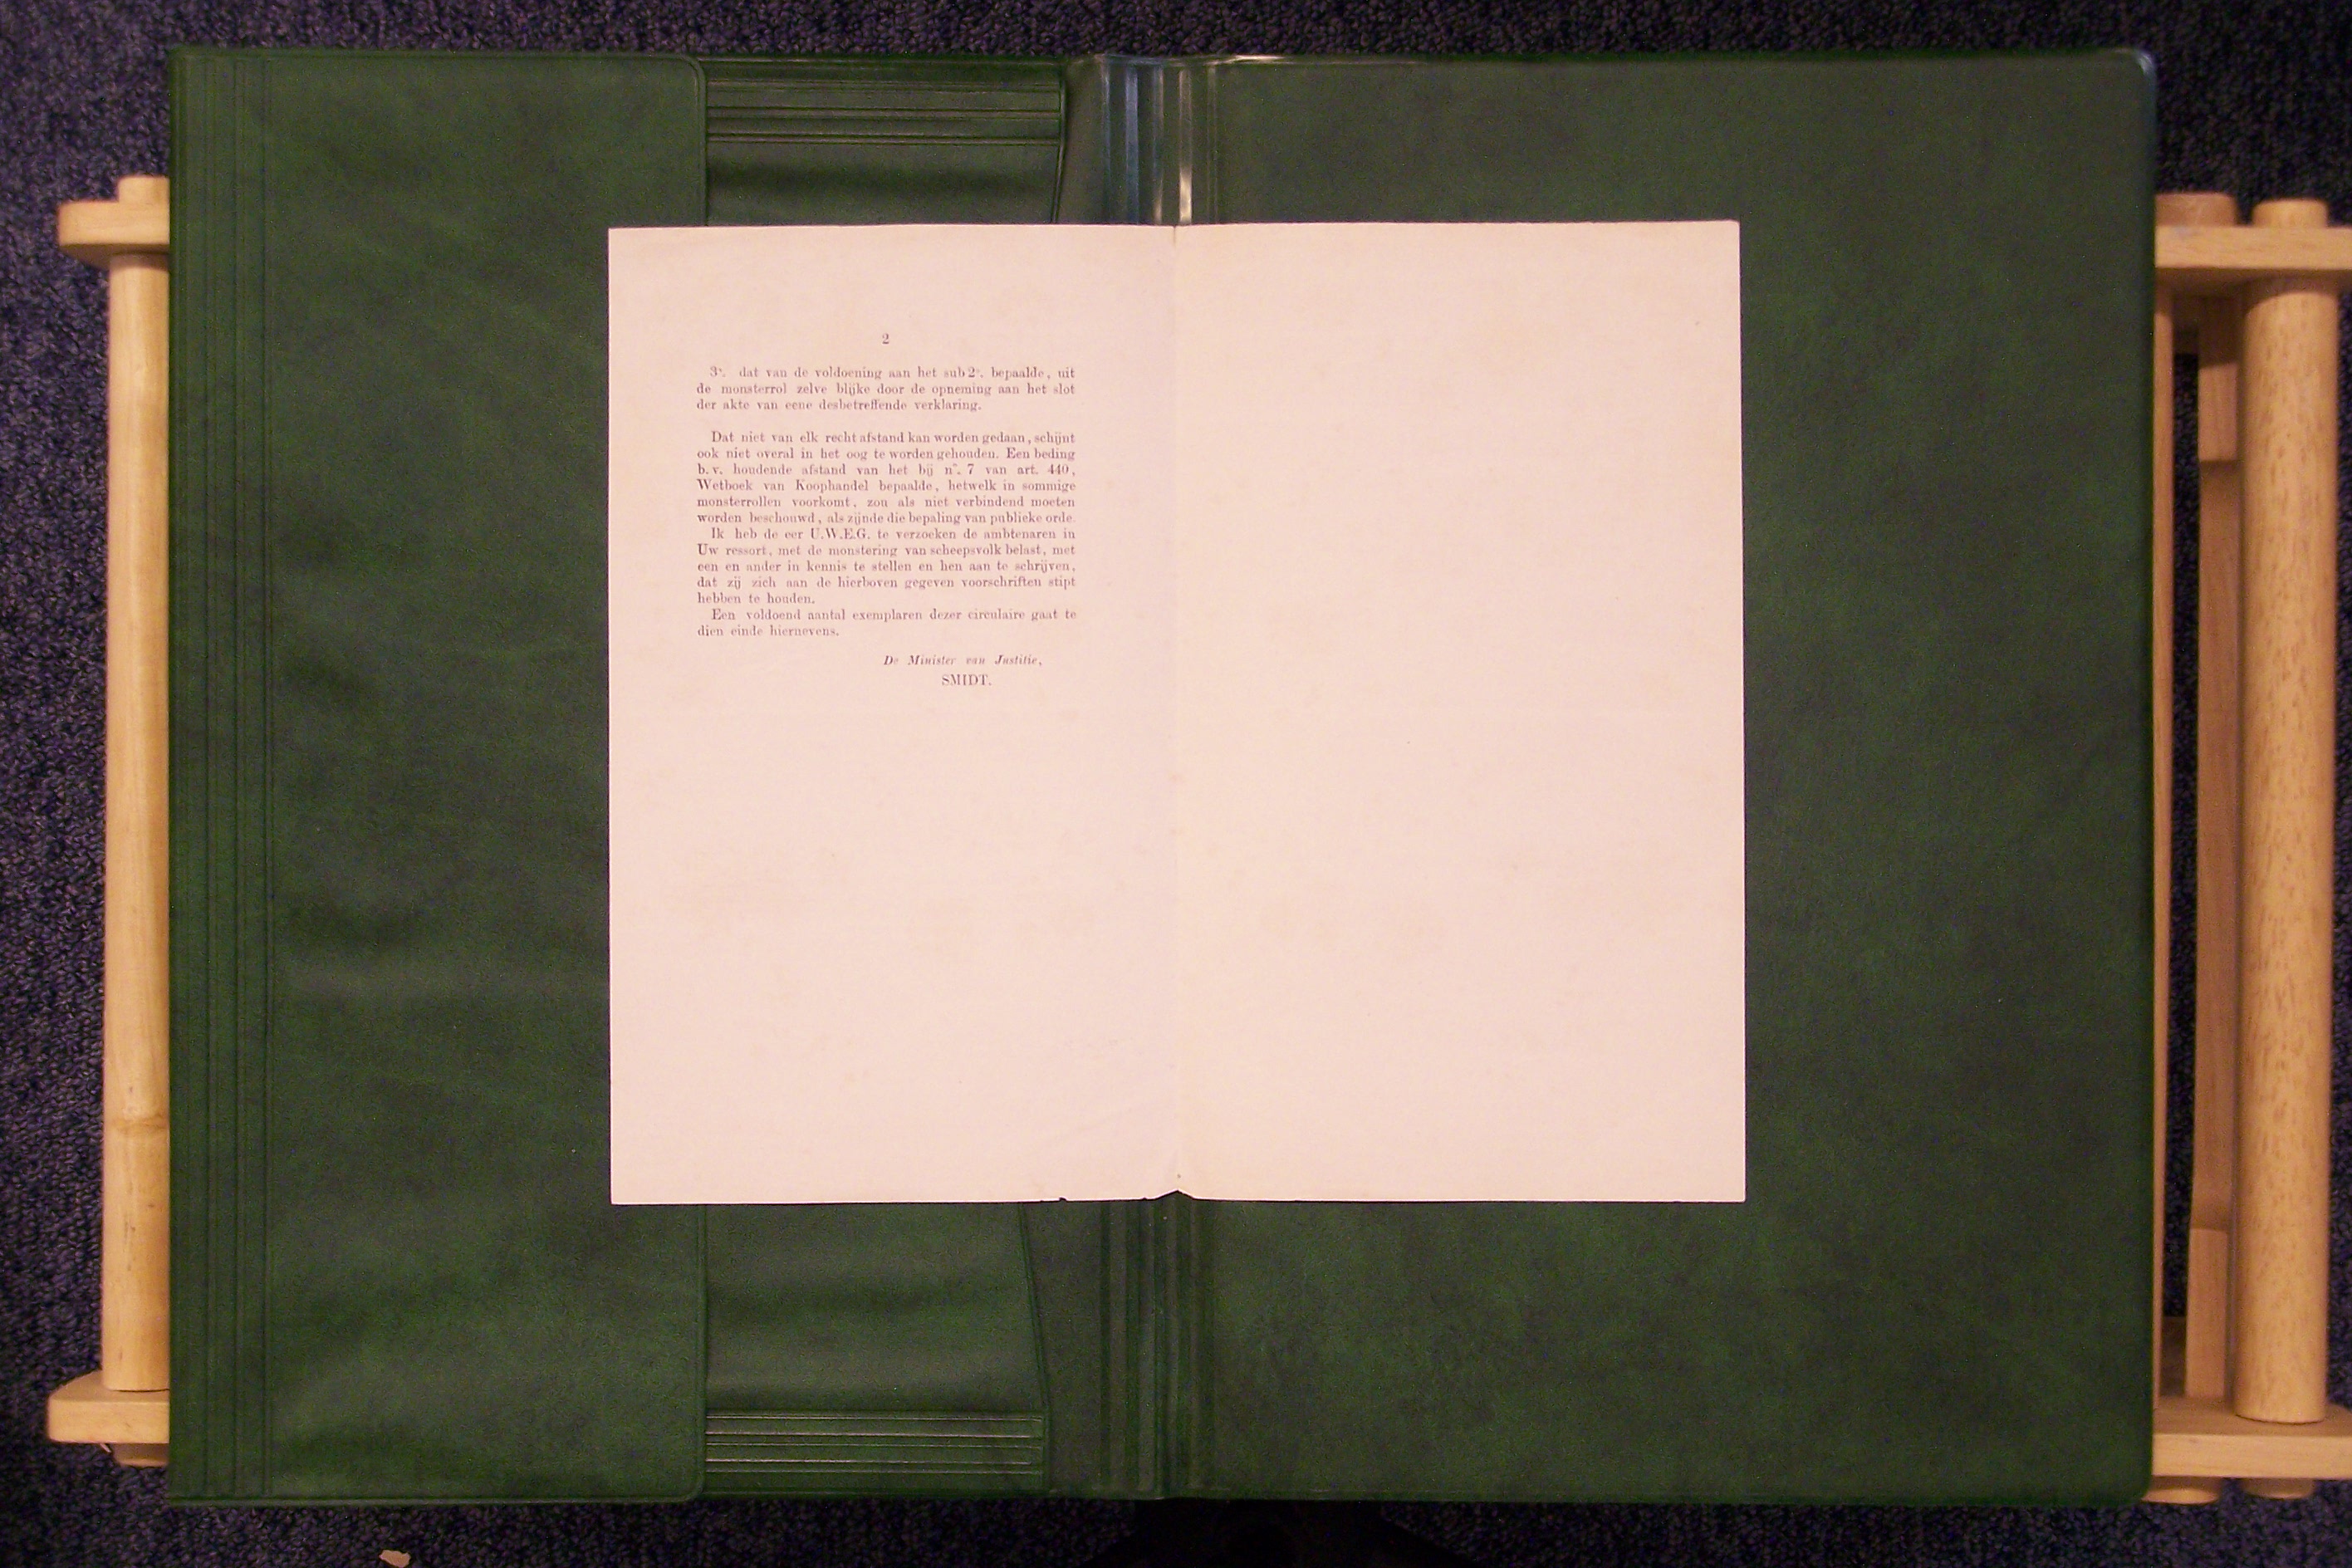 2
3°. dat van de voldoening aan het sub 2°. bepaalde, uit
de monsterrol zelve blijke door de opneming aan het slot
der akte van eene desbetreffende verklaring.
Dat niet van elk recht afstand kan worden gedaan, schijnt
ook niet overal in het oog te worden gehouden. Een beding
b.v. houdende afstand van het bij n°. 7 van art. 440,
Wetboek van Koophandel bepaalde, hetwelk in sommige
monsterrollen voorkomt, zou als niet verbindend moeten
worden beschouwd, als zijnde die bepaling van publieke orde.
Ik heb de eer U.W.E.G. te verzoeken de ambtenaren in
Uw ressort, met de monstering van scheepsvolk belast, met
een en ander in kennis te stellen en hen aan te schrijven,
dat zij zich aan de hierboven gegeven voorschriften stipt
hebben te houden.
Een voldoend aantal exemplaren dezer circulaire gaat te
dien einde hiernevens.
De Minister van Justitie,
SMIDT.